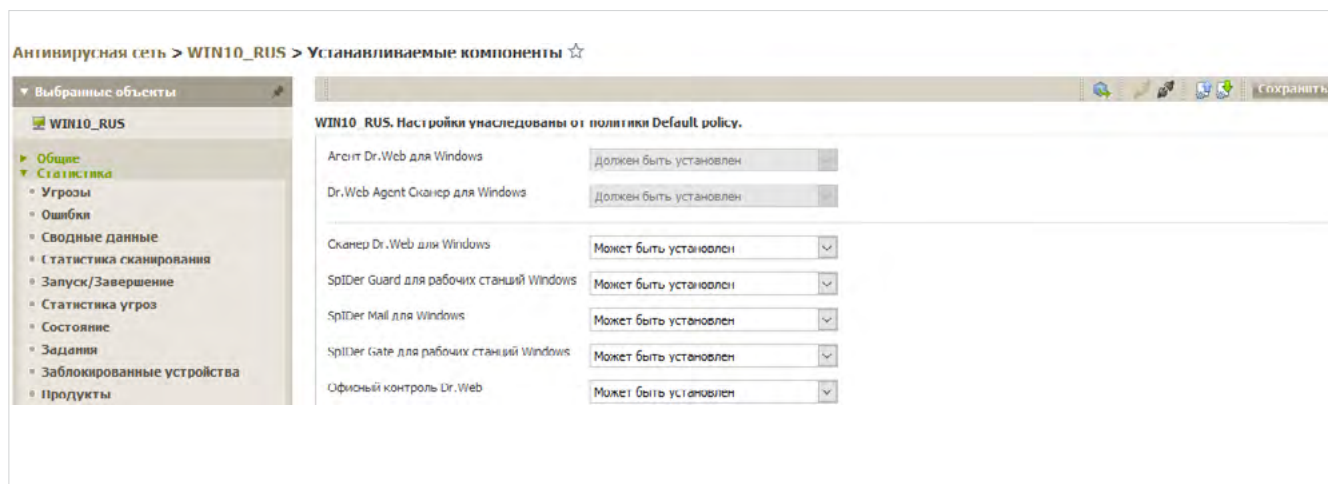 Антивирусная сеть > WIN10_RUS > Устанавливаемые компоненты ☆
Выбранные объекты
WIN10_RUS
Общие
Статистика
Угрозы
Ошибки
Сводные данные
Статистика сканирования
Запуск/Завершение
Статистика угроз
Состояние
Задания
Заблокированные устройства
Продукты
Сохранить
WIN10_RUS. Настройки унаследованы от политики Default policy.
Агент Dr.Web для Windows Должен быть установлен
Dr.Web Agent Сканер для Windows Должен быть установлен
Сканер Dr.Web для Windows Может быть установлен
SpIDer Guard для рабочих станций Windows Может быть установлен
SpIDer Mail для Windows Может быть установлен
SpIDer Gate для рабочих станций Windows Может быть установлен
Офисный контроль Dr.Web Может быть установлен